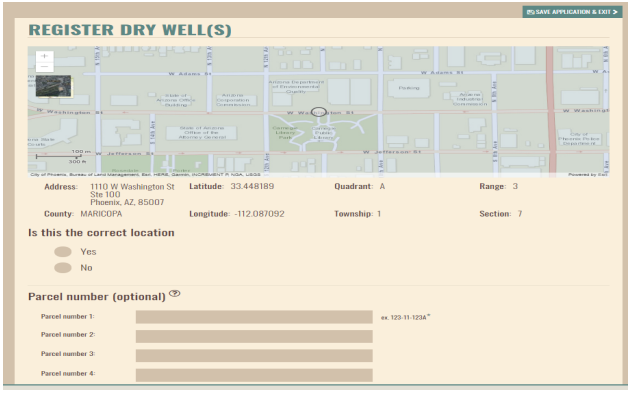 SAVE APPLICATION & EXIT >
REGISTER DRY WELL(S)
+
−
W Adams St
W Adams St
Arizona Department
of Environmental
Quality
Parking
State of
Arizona Office
Building
Arizona
Corporation
Commission
Arizona
Industrial
Commission
W Washington St
W Washington St
W Washingt
State of Arizona
Office of the
Attorney General
Carnegie
Library
Park
Carnegie
Public
Library
City of
Phoenix Police
Department
100 m
300 ft
W Jefferson St
W Jefferson St
City of Phoenix, Bureau of Land Management, Esri, HERE, Garmin, INCREMENT P, NGA, USGS
Powered by Esri
Address: 1110 W Washington St Latitude: 33.448189 Quadrant: A Range: 3
Ste 100
Phoenix, AZ, 85007
County: MARICOPA Longitude: -112.087092 Township: 1 Section: 7
Is this the correct location
Yes
No
Parcel number (optional) ?
Parcel number 1: ex. 123-11-123A"
Parcel number 2:
Parcel number 3:
Parcel number 4: